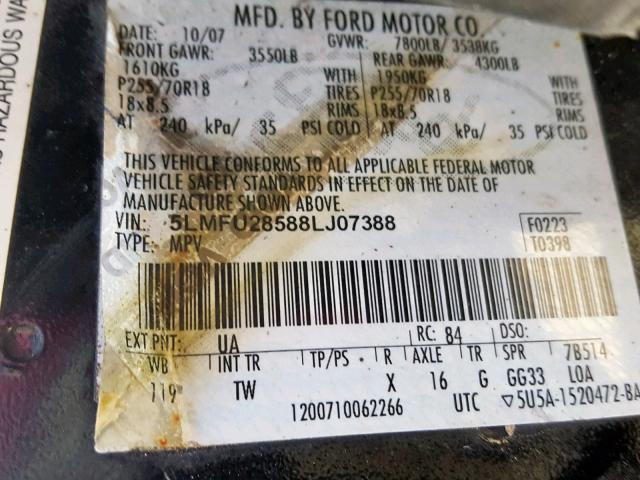 MFD. BY FORD MOTOR CO.
DATE: 10/07 GVWR: 7800LB/ 3538KG
FRONT GAWR: 3550LB REAR GAWR: 4300LB
1610KG WITH 1950KG WITH
P255/70R18 TIRES P255/70R18 TIRES
18x8.5 RIMS 18x8.5 RIMS
AT 240 kPa/ 35 PSI COLD AT 240 kPa/ 35 PSI COLD
THIS VEHICLE CONFORMS TO ALL APPLICABLE FEDERAL MOTOR
VEHICLE SAFETY STANDARDS IN EFFECT ON THE DATE OF
MANUFACTURE SHOWN ABOVE.
VIN: 5LMFU28588LJ07388 F0223
TYPE: MPV T0398
EXT PNT: UA RC: 84 DSO:
WB INT TR TP/PS R AXLE TR SPR 7B514
119" TW X 16 G GG33 LOA
1200710062266 UTC ▽5U5A-1520472-BA
HAZARDOUS WA